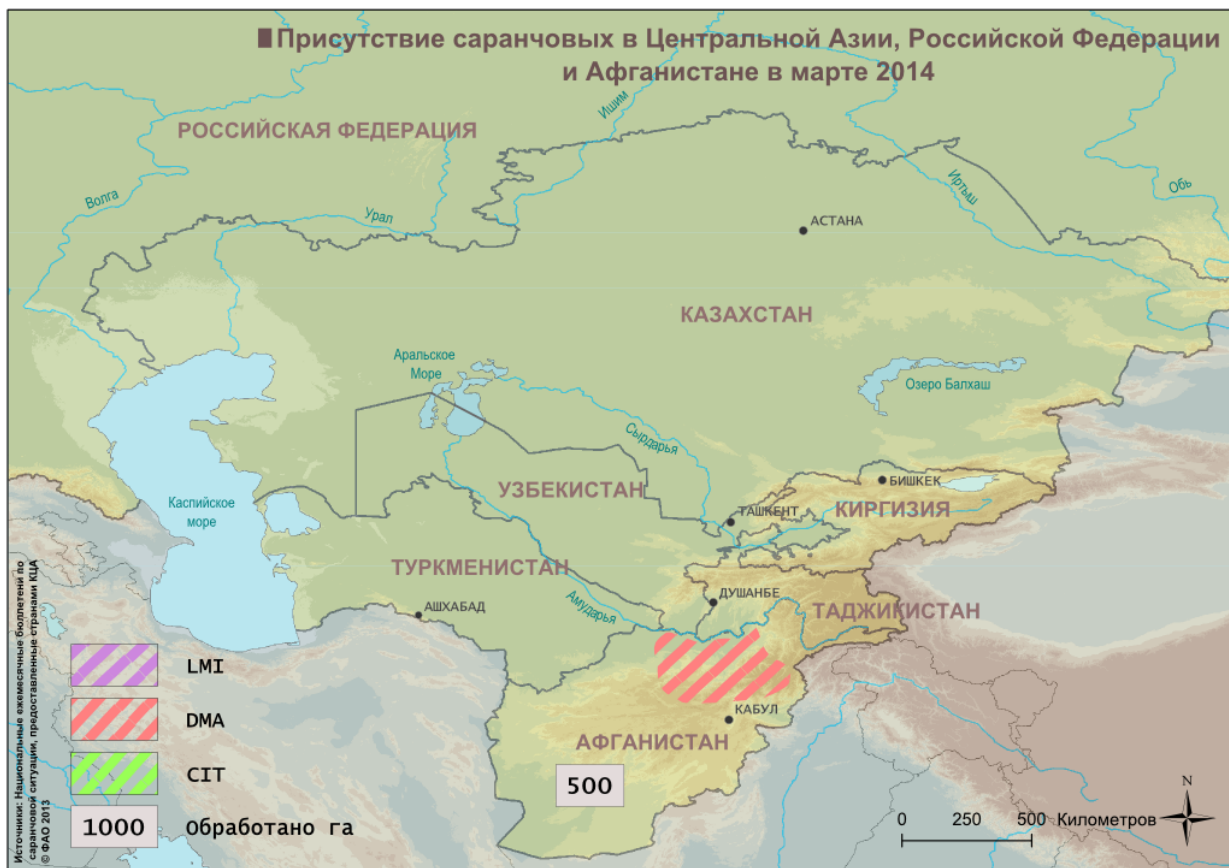 Присутствие саранчовых в Центральной Азии, Российской Федерации
и Афганистане в марте 2014
РОССИЙСКАЯ ФЕДЕРАЦИЯ
Ишим
Волга
Урал
Иртыш
Обь
АСТАНА
КАЗАХСТАН
Аральское
Море
Озеро Балхаш
Сырдарья
Каспийское
море
УЗБЕКИСТАН
БИШКЕК
ТАШКЕНТ
КИРГИЗИЯ
ТУРКМЕНИСТАН
АШХАБАД
Амударья
ДУШАНБЕ
ТАДЖИКИСТАН
КАБУЛ
АФГАНИСТАН
500
LMI
DMA
CIT
1000 Обработано га
N
0 250 500 Километров
Источники: Национальные ежемесячные бюллетени по
саранчовой ситуации, предоставленные странами КЦА
© ФАО 2013